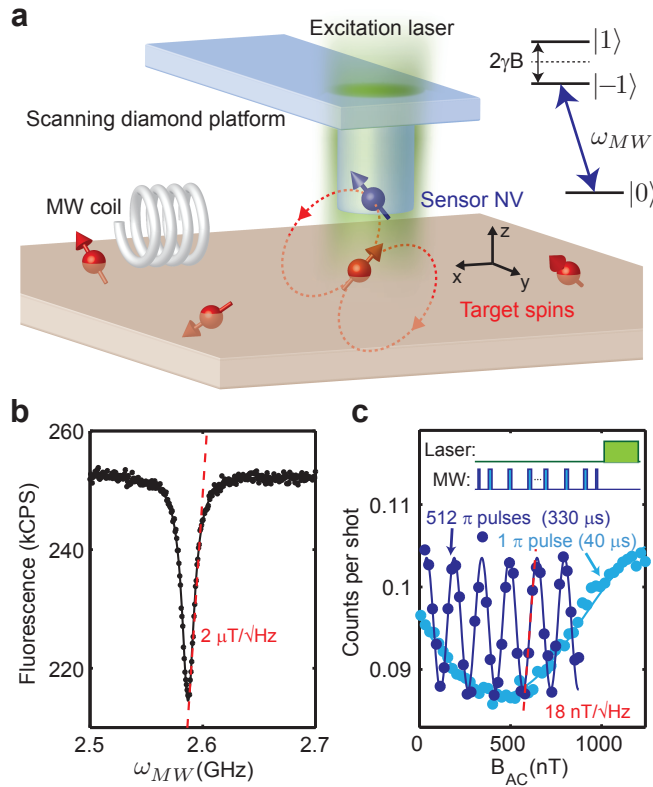 a
Excitation laser
Scanning diamond platform
MW coil
Sensor NV
Target spins
z
x
y
|1⟩
2γB
|−1⟩
ω_MW
|0⟩
b
260
250
240
230
220
Fluorescence (kCPS)
2 μT/√Hz
2.5
2.6
2.7
ω_MW (GHz)
c
Laser:
MW:
...
0.11
0.1
0.09
Counts per shot
512 π pulses (330 μs)
1 π pulse (40 μs)
18 nT/√Hz
0
500
1000
B_AC(nT)